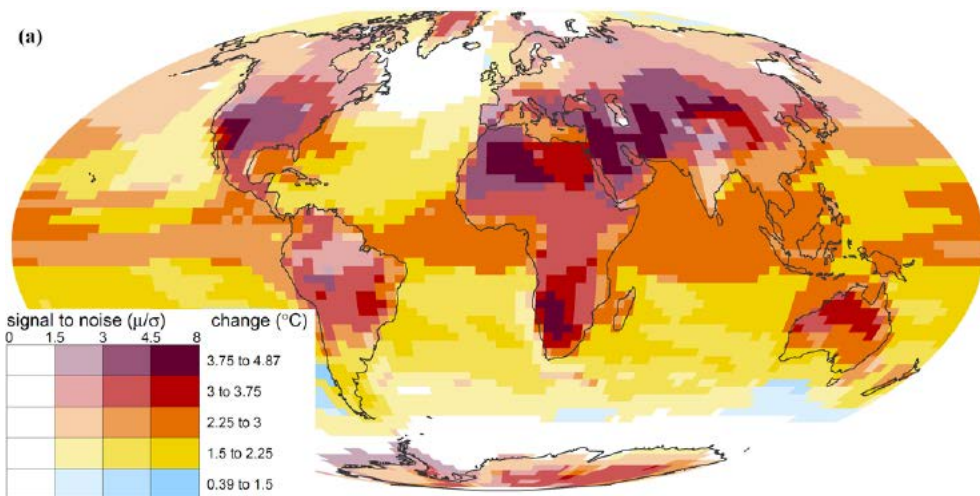 (a)
signal to noise (μ/σ) change (°C)
0 1.5 3 4.5 8
3.75 to 4.87
3 to 3.75
2.25 to 3
1.5 to 2.25
0.39 to 1.5